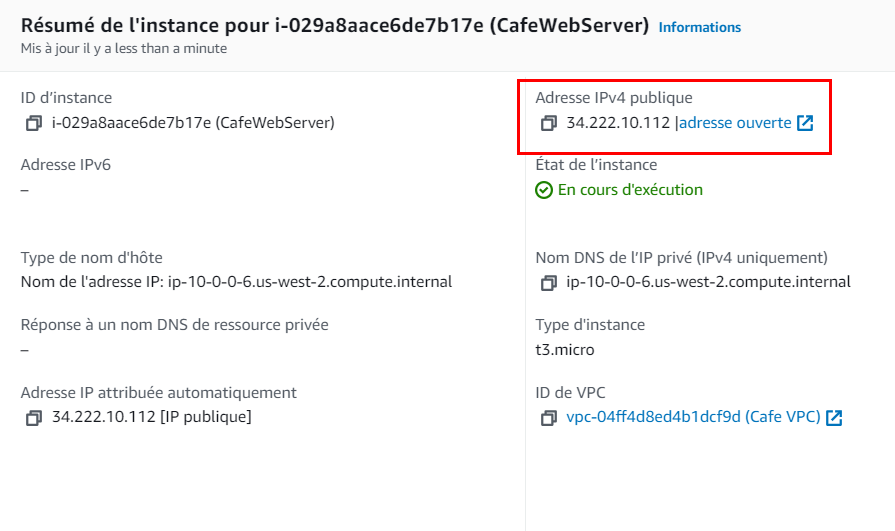 Résumé de l'instance pour i-029a8aace6de7b17e (CafeWebServer) Informations
Mis à jour il y a less than a minute
ID d’instance
i-029a8aace6de7b17e (CafeWebServer)
Adresse IPv4 publique
34.222.10.112 |adresse ouverte
Adresse IPv6
–
État de l’instance
En cours d'exécution
Type de nom d'hôte
Nom de l'adresse IP: ip-10-0-0-6.us-west-2.compute.internal
Nom DNS de l’IP privé (IPv4 uniquement)
ip-10-0-0-6.us-west-2.compute.internal
Réponse à un nom DNS de ressource privée
–
Type d'instance
t3.micro
Adresse IP attribuée automatiquement
34.222.10.112 [IP publique]
ID de VPC
vpc-04ff4d8ed4b1dcf9d (Cafe VPC)